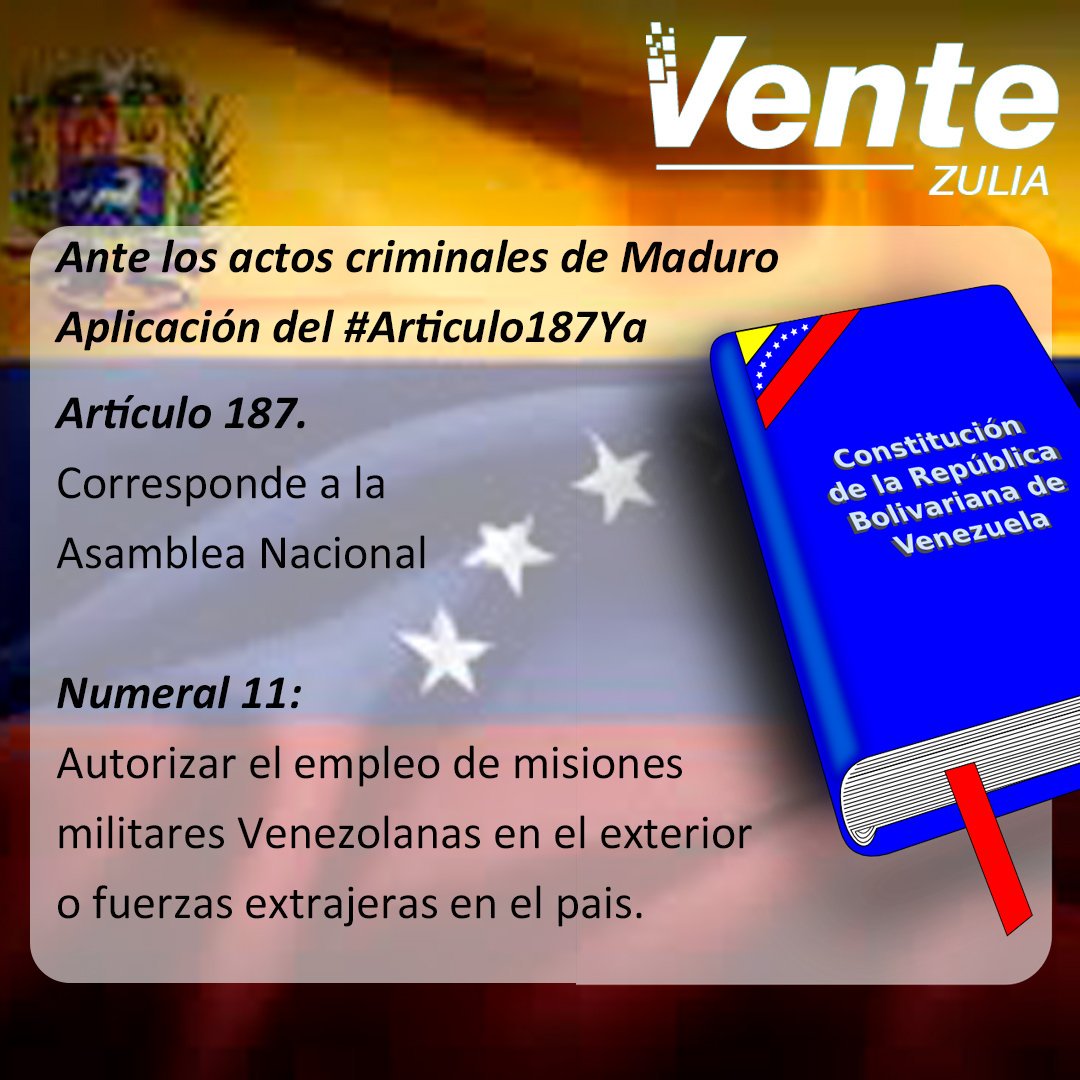 Vente
ZULIA
Ante los actos criminales de Maduro
Aplicación del #Articulo187Ya
Artículo 187.
Corresponde a la
Asamblea Nacional
Numeral 11:
Autorizar el empleo de misiones
militares Venezolanas en el exterior
o fuerzas extrajeras en el pais.
Constitución
de la República
Bolivariana de
Venezuela